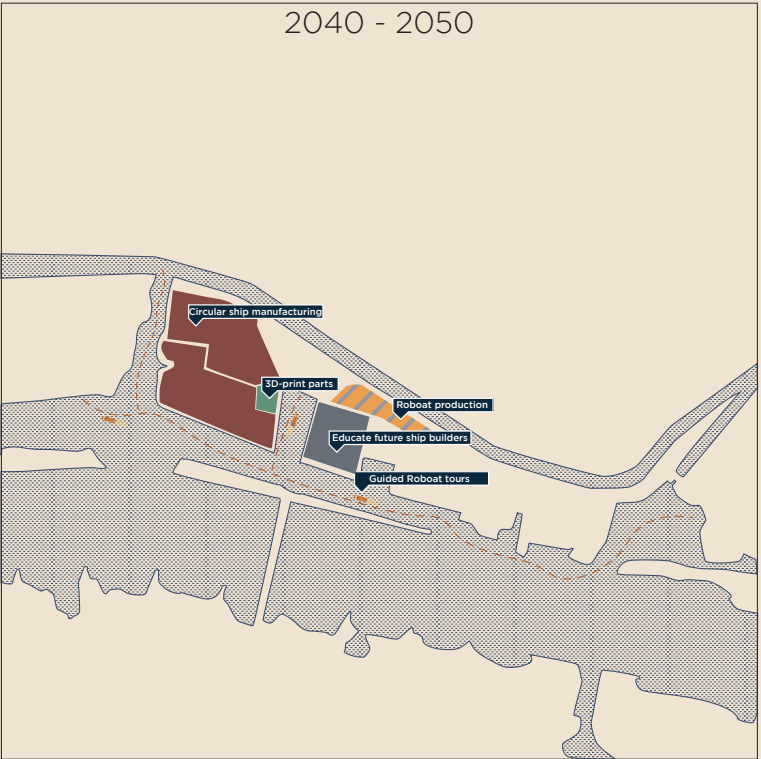 2040 - 2050
Circular ship manufacturing
3D-print parts
Roboat production
Educate future ship builders
Guided Roboat tours